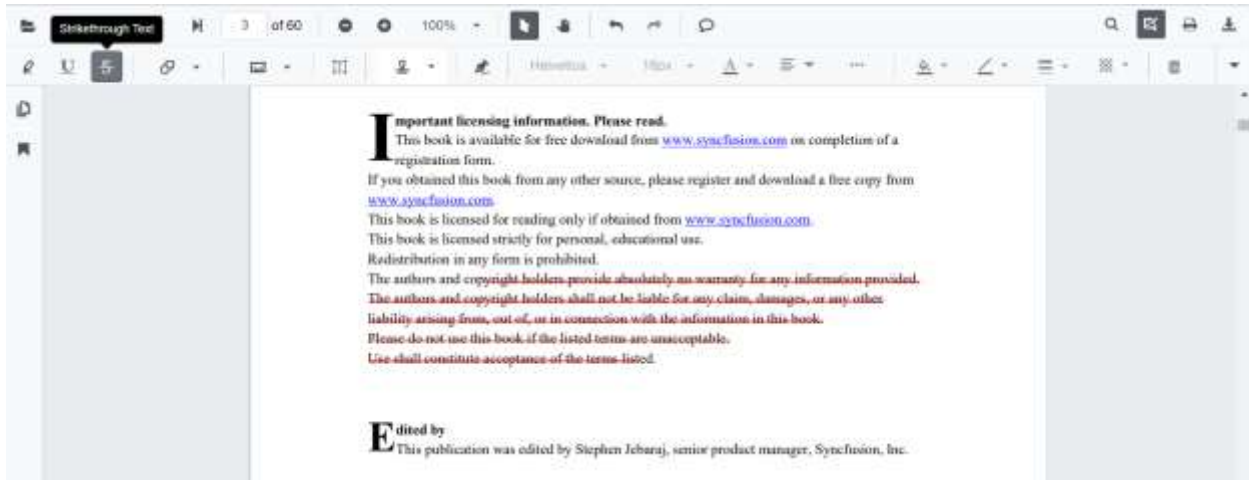 Strikethrough Text
3 of 60
100%
Helvetica
16px
Important licensing information. Please read.
This book is available for free download from www.syncfusion.com on completion of a
registration form.
If you obtained this book from any other source, please register and download a free copy from
www.syncfusion.com.
This book is licensed for reading only if obtained from www.syncfusion.com.
This book is licensed strictly for personal, educational use.
Redistribution in any form is prohibited.
The authors and copyright holders provide absolutely no warranty for any information provided.
The authors and copyright holders shall not be liable for any claim, damages, or any other
liability arising from, out of, or in connection with the information in this book.
Please do not use this book if the listed terms are unacceptable.
Use shall constitute acceptance of the terms listed.
Edited by
This publication was edited by Stephen Jebaraj, senior product manager, Syncfusion, Inc.